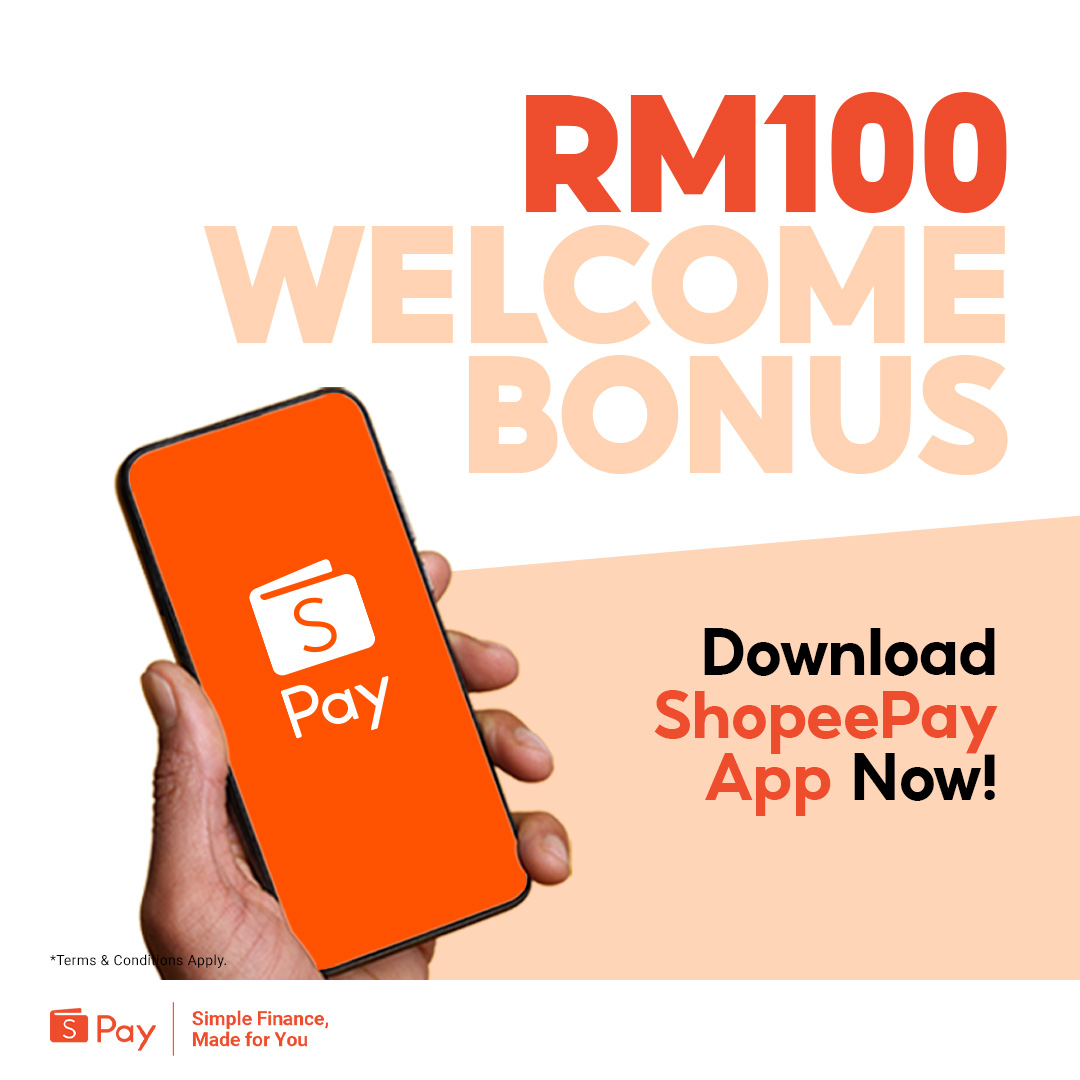 RM100
WELCOME
BONUS
S
Pay
Download
ShopeePay
App Now!
*Terms & Conditions Apply.
S Pay
Simple Finance,
Made for You